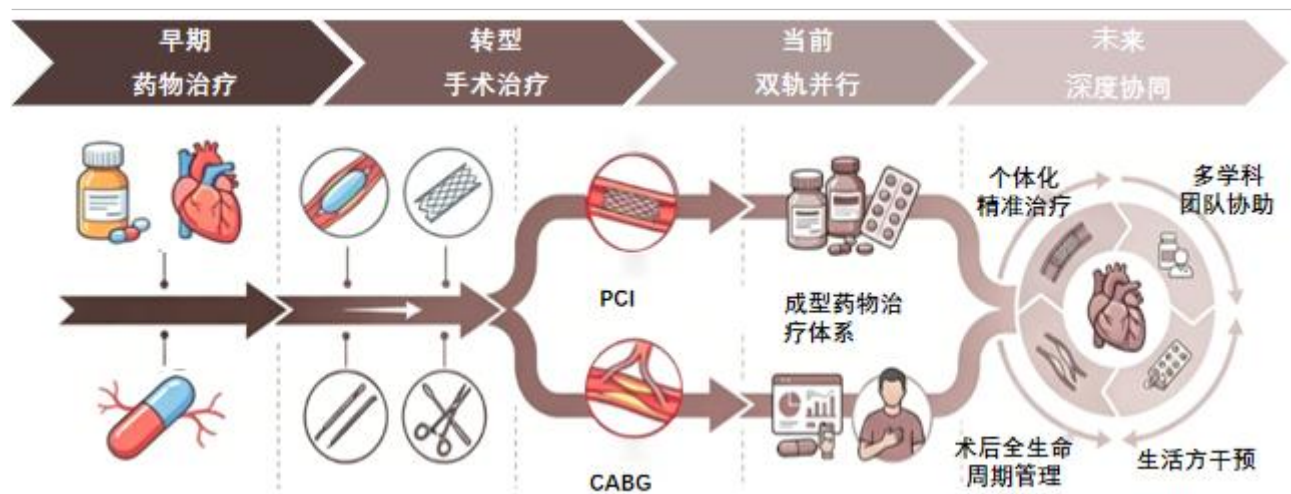 早期
药物治疗
转型
手术治疗
当前
双轨并行
未来
深度协同
PCI
CABG
成型药物治
疗体系
个体化
精准治疗
多学科
团队协助
术后全生命
周期管理
生活方干预